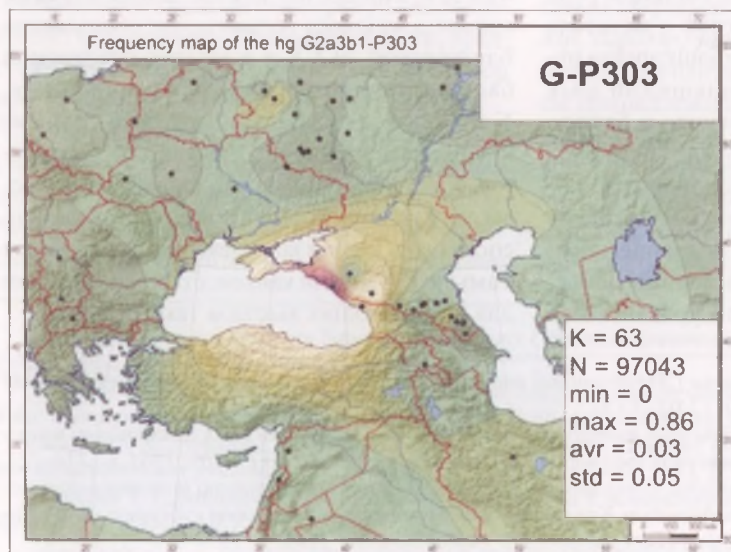 Frequency map of the hg G2a3b1-P303
G-P303
K = 63
N = 97043
min = 0
max = 0.86
avr = 0.03
std = 0.05